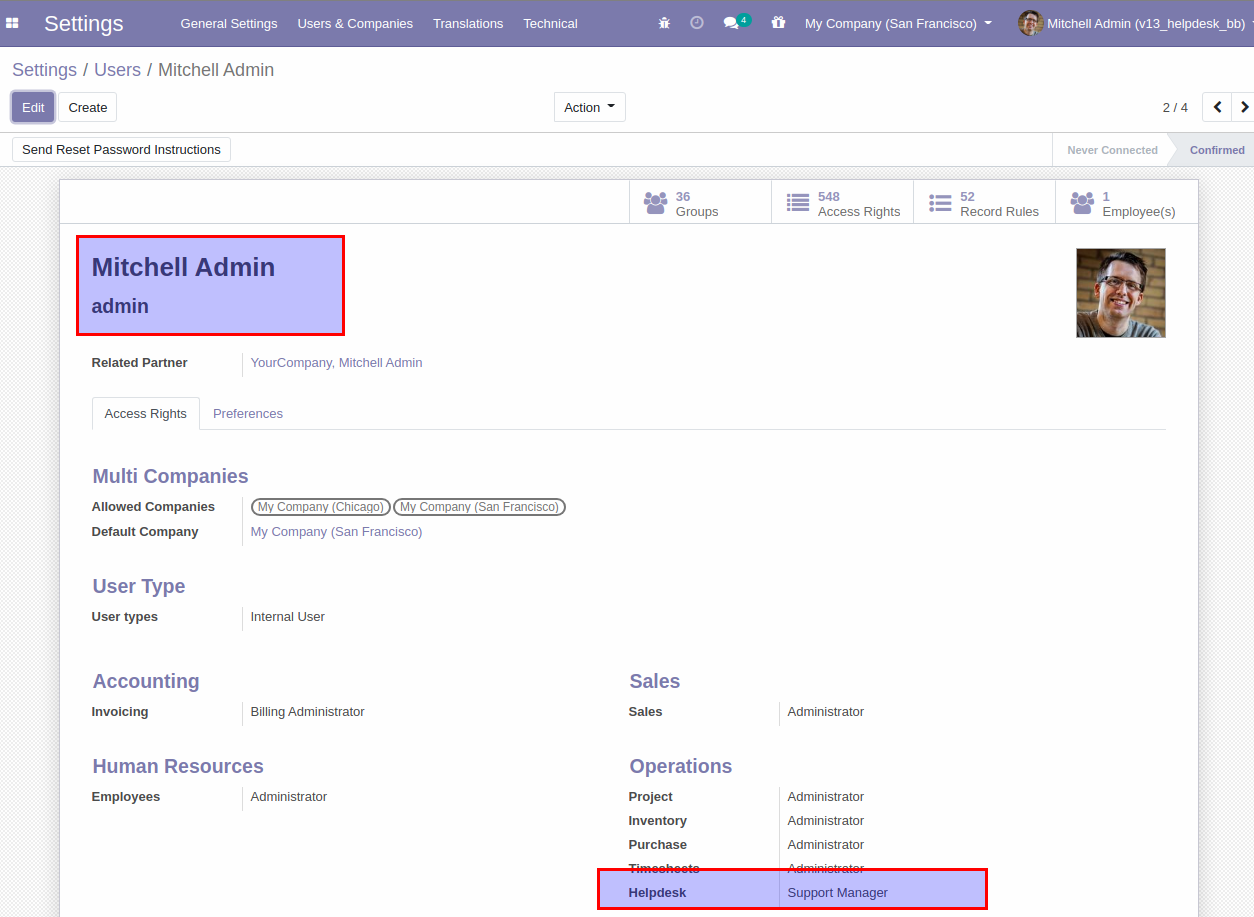 Settings General Settings Users & Companies Translations Technical 4 My Company (San Francisco) Mitchell Admin (v13_helpdesk_bb)
Settings / Users / Mitchell Admin
Edit Create Action 2 / 4
Send Reset Password Instructions Never Connected Confirmed
36 548 52 1
Groups Access Rights Record Rules Employee(s)
Mitchell Admin
admin
Related Partner YourCompany, Mitchell Admin
Access Rights Preferences
Multi Companies
Allowed Companies My Company (Chicago) My Company (San Francisco)
Default Company My Company (San Francisco)
User Type
User types Internal User
Accounting Sales
Invoicing Billing Administrator Sales Administrator
Human Resources Operations
Employees Administrator Project Administrator
Inventory Administrator
Purchase Administrator
Timesheets Administrator
Helpdesk Support Manager